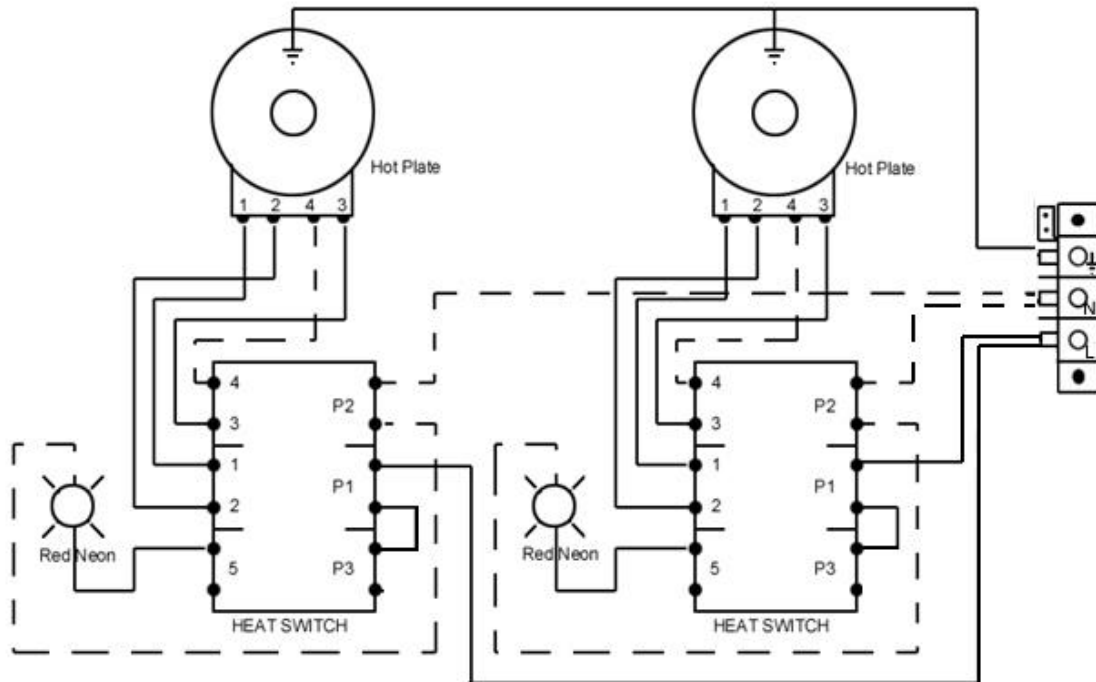 Hot Plate
Hot Plate
1 2 4 3
1 2 4 3
N
L
4
P2
3
1
P1
2
5
P3
Red Neon
HEAT SWITCH
4
P2
3
1
P1
2
5
P3
Red Neon
HEAT SWITCH